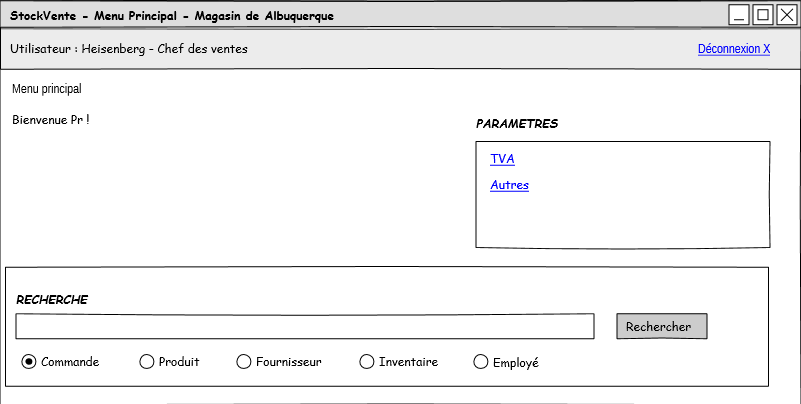 StockVente - Menu Principal - Magasin de Albuquerque
Utilisateur : Heisenberg - Chef des ventes
Déconnexion X
Menu principal
Bienvenue Pr !
PARAMETRES
TVA
Autres
RECHERCHE
Rechercher
Commande
Produit
Fournisseur
Inventaire
Employé